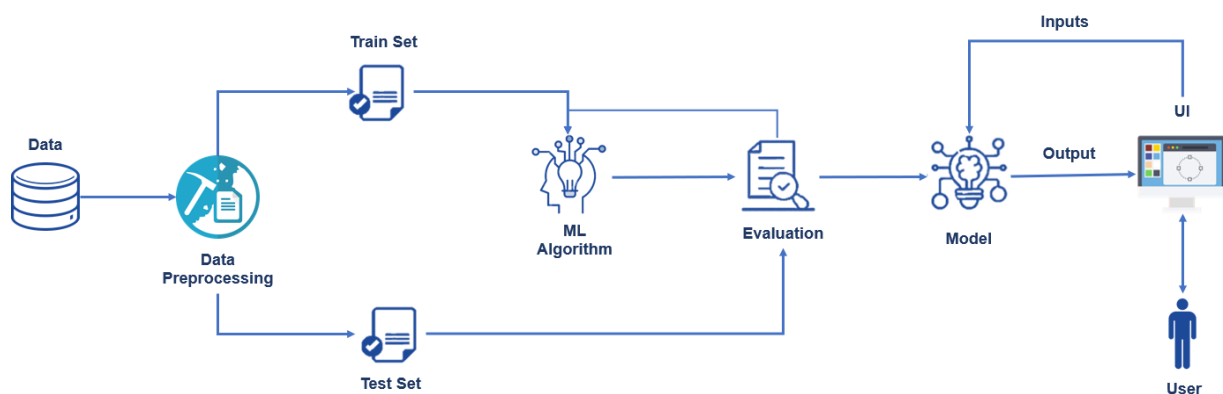 Inputs
Train Set
UI
Data
Output
ML
Algorithm
Evaluation
Model
Data
Preprocessing
Test Set
User